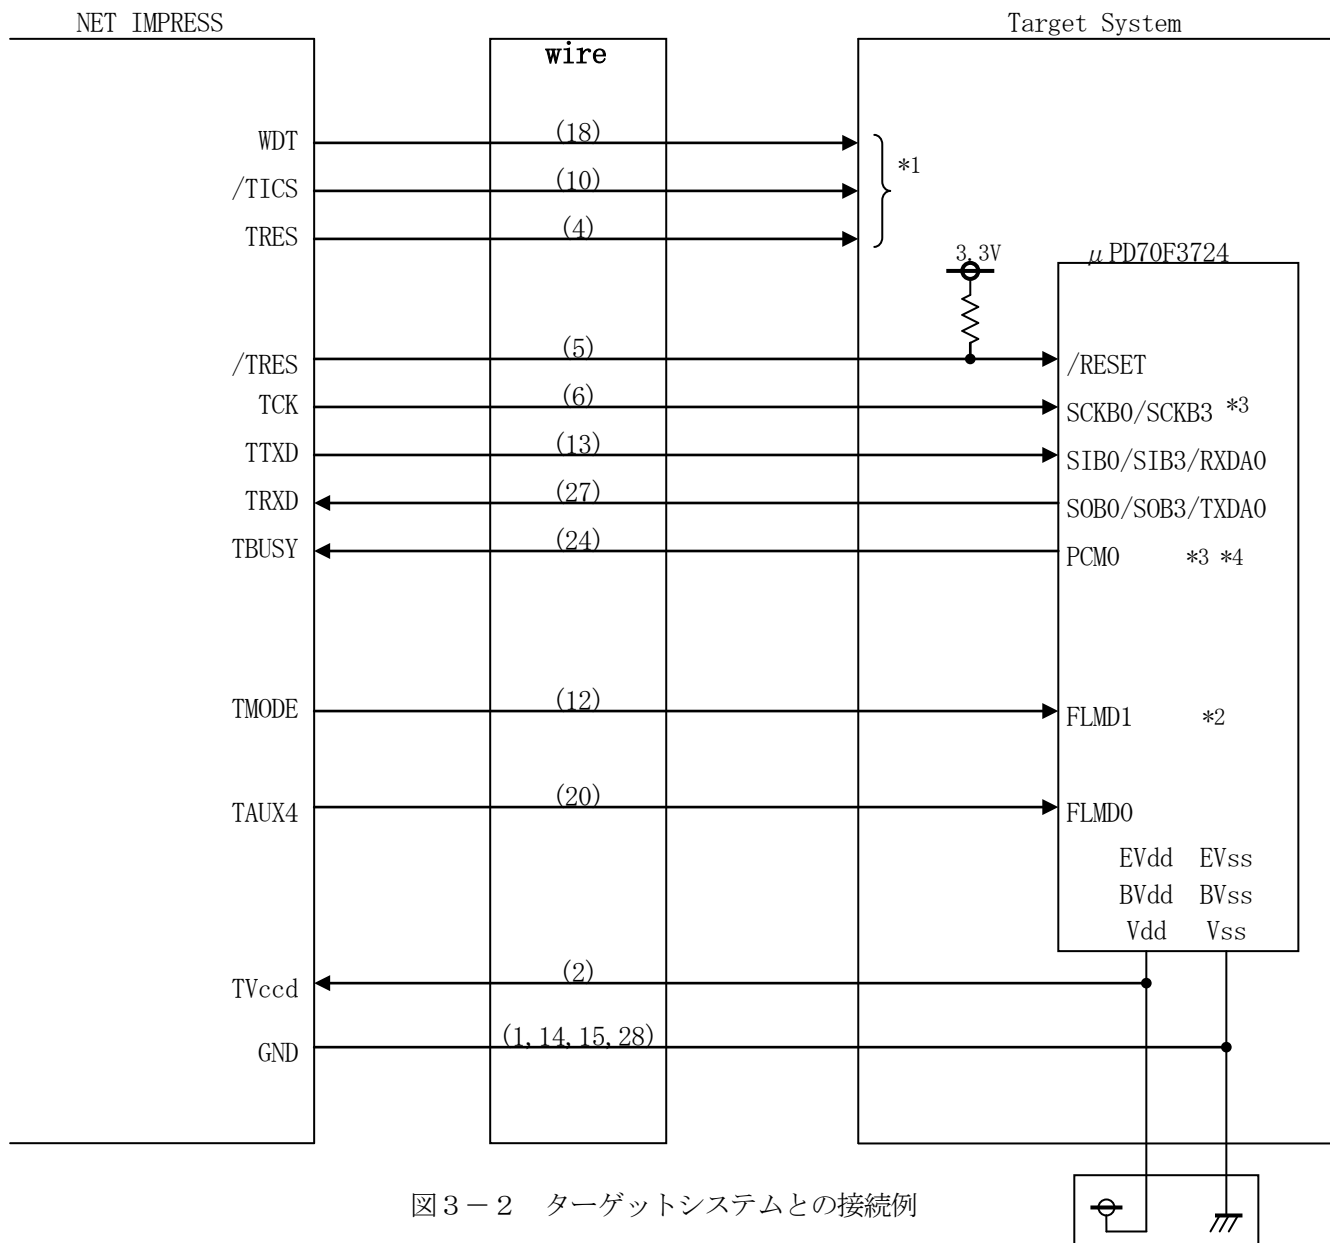 NET IMPRESS
Target System
wire
WDT (18)
*1
/TICS (10)
TRES (4)
3.3V
μPD70F3724
/TRES (5) /RESET
TCK (6) SCKB0/SCKB3 *3
TTXD (13) SIB0/SIB3/RXDA0
TRXD (27) SOB0/SOB3/TXDA0
TBUSY (24) PCM0 *3 *4
TMODE (12) FLMD1 *2
TAUX4 (20) FLMD0
EVdd EVss
BVdd BVss
Vdd Vss
TVccd (2)
GND (1,14,15,28)
図3-2 ターゲットシステムとの接続例